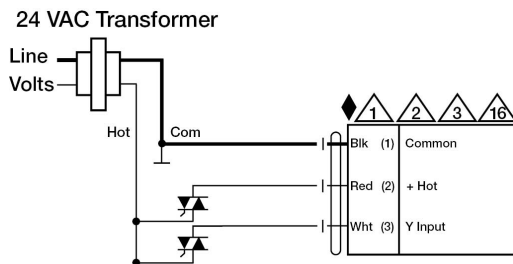 24 VAC Transformer
Line
Volts
Hot
Com
1 2 3 16
Blk (1) Common
Red (2) + Hot
Wht (3) Y Input